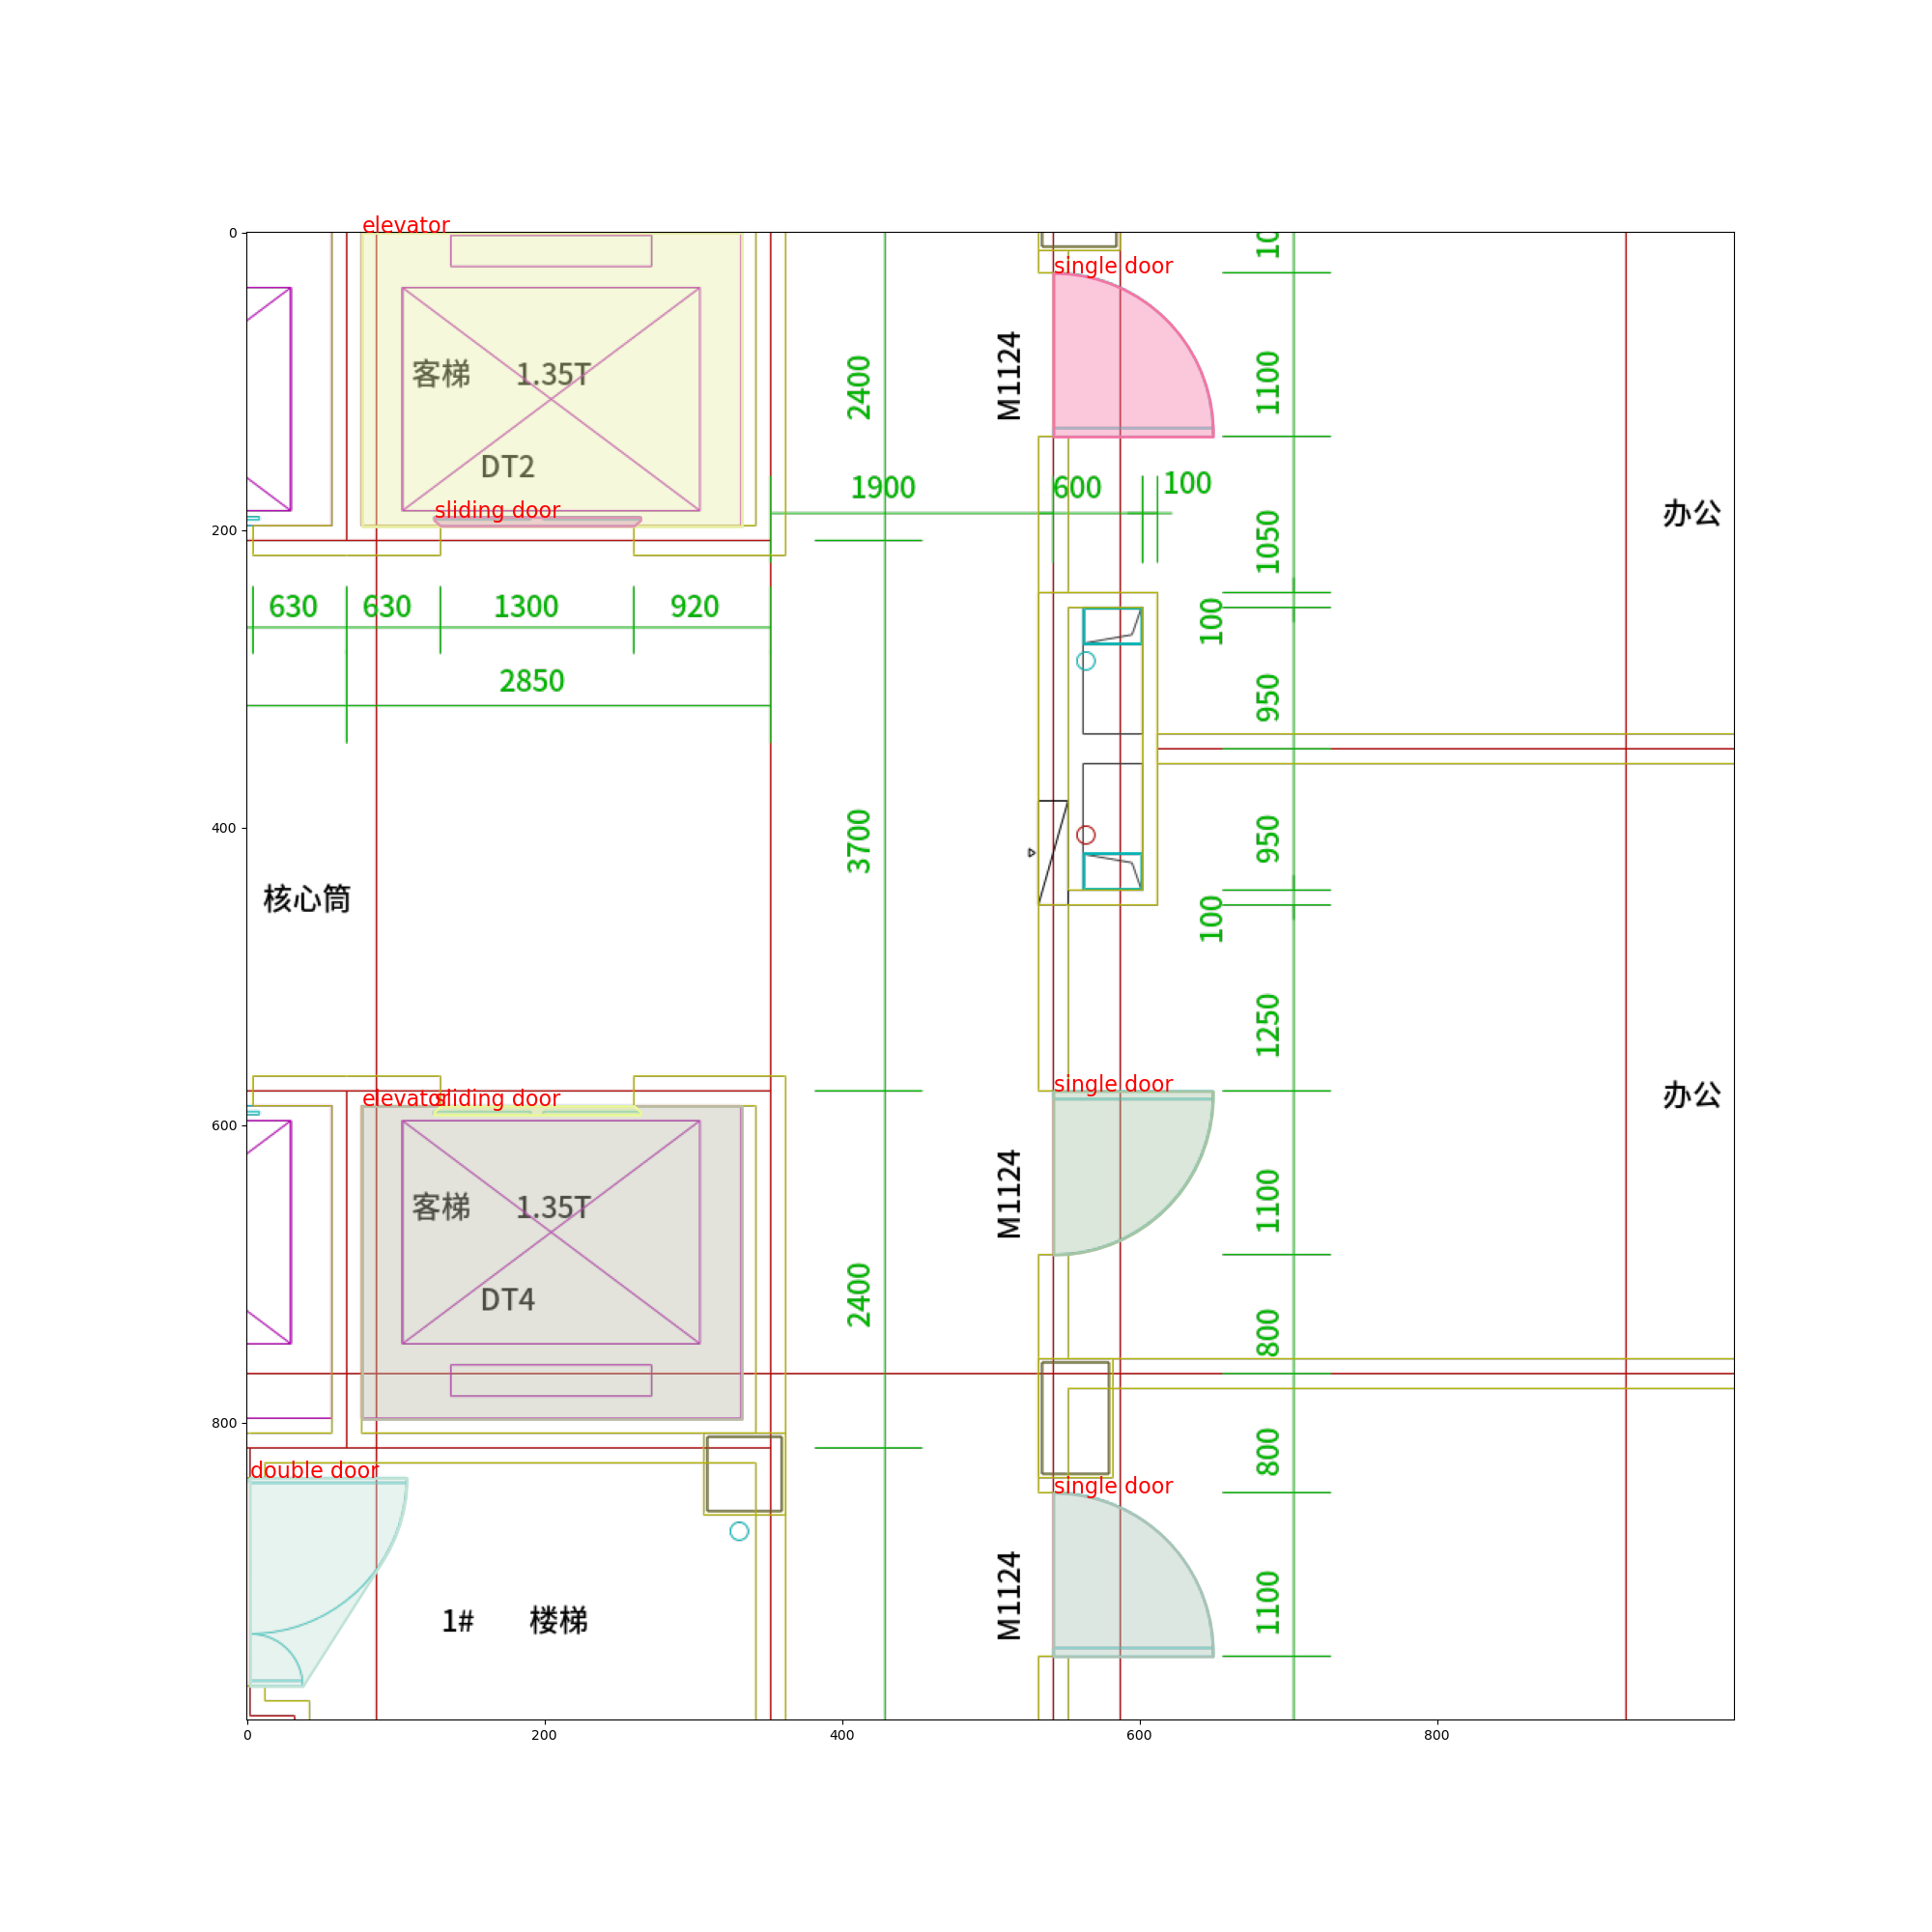 elevator
single door
10
客梯 1.35T
2400
M1124
1100
DT2
sliding door
1900
600
100
办公
1050
630
630
1300
920
100
2850
950
3700
950
核心筒
100
1250
elevator
sliding door
single door
办公
客梯 1.35T
M1124
1100
DT4
2400
800
double door
800
single door
1# 楼梯
M1124
1100
0
200
400
600
800
0
200
400
600
800